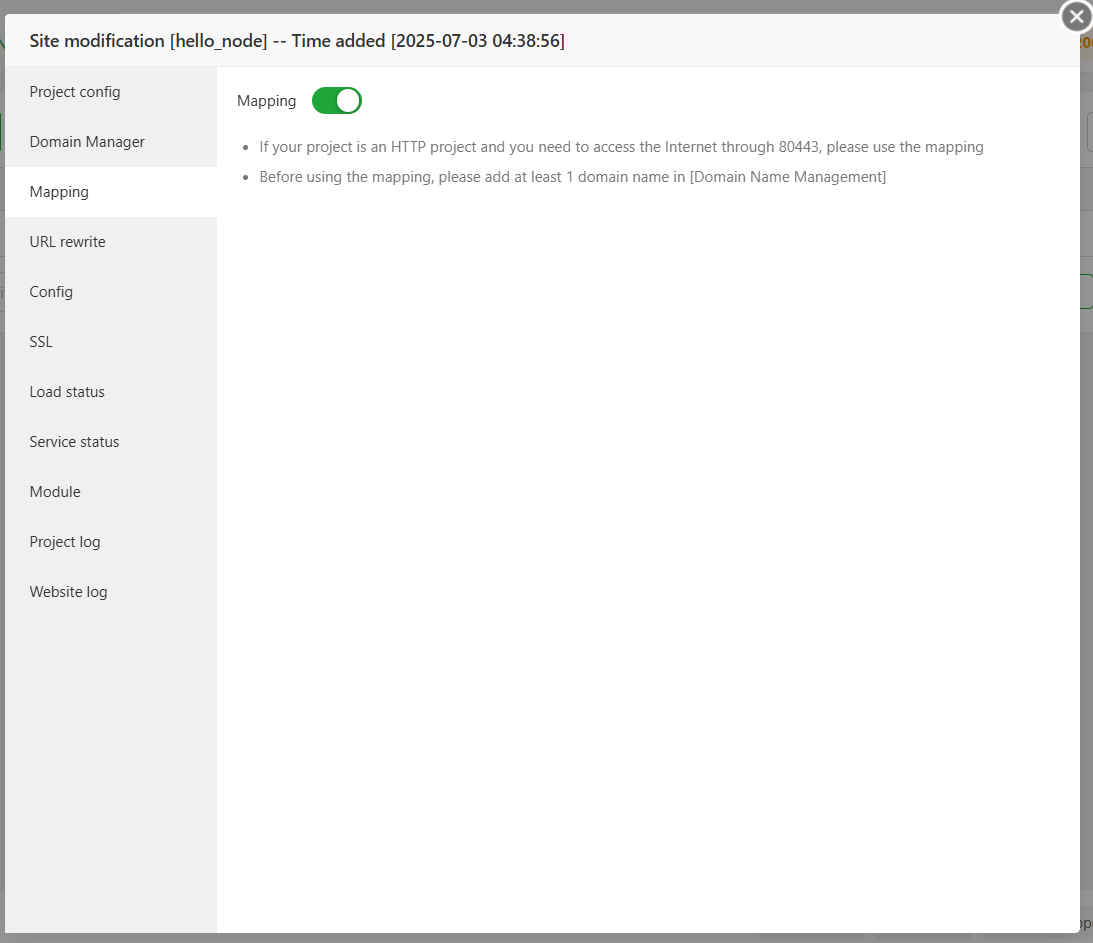 Site modification [hello_node] -- Time added [2025-07-03 04:38:56]
Project config
Domain Manager
Mapping
URL rewrite
Config
SSL
Load status
Service status
Module
Project log
Website log
Mapping
If your project is an HTTP project and you need to access the Internet through 80443, please use the mapping
Before using the mapping, please add at least 1 domain name in [Domain Name Management]